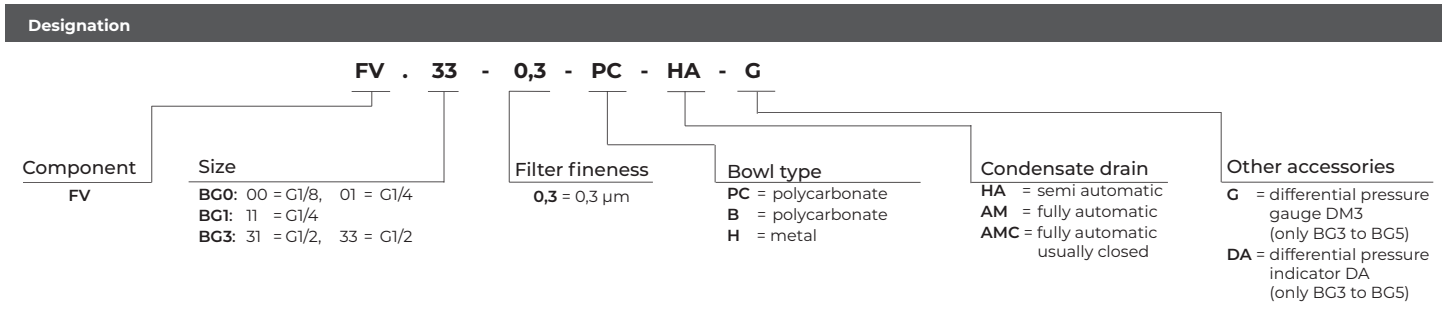 Designation
FV . 33 - 0,3 - PC - HA - G
Component
FV
Size
BG0: 00 = G1/8, 01 = G1/4
BG1: 11 = G1/4
BG3: 31 = G1/2, 33 = G1/2
Filter fineness
0,3 = 0,3 µm
Bowl type
PC = polycarbonate
B = polycarbonate
H = metal
Condensate drain
HA = semi automatic
AM = fully automatic
AMC = fully automatic
usually closed
Other accessories
G = differential pressure
gauge DM3
(only BG3 to BG5)
DA = differential pressure
indicator DA
(only BG3 to BG5)